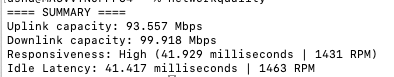 ==== SUMMARY ====
Uplink capacity: 93.557 Mbps
Downlink capacity: 99.918 Mbps
Responsiveness: High (41.929 milliseconds | 1431 RPM)
Idle Latency: 41.417 milliseconds | 1463 RPM